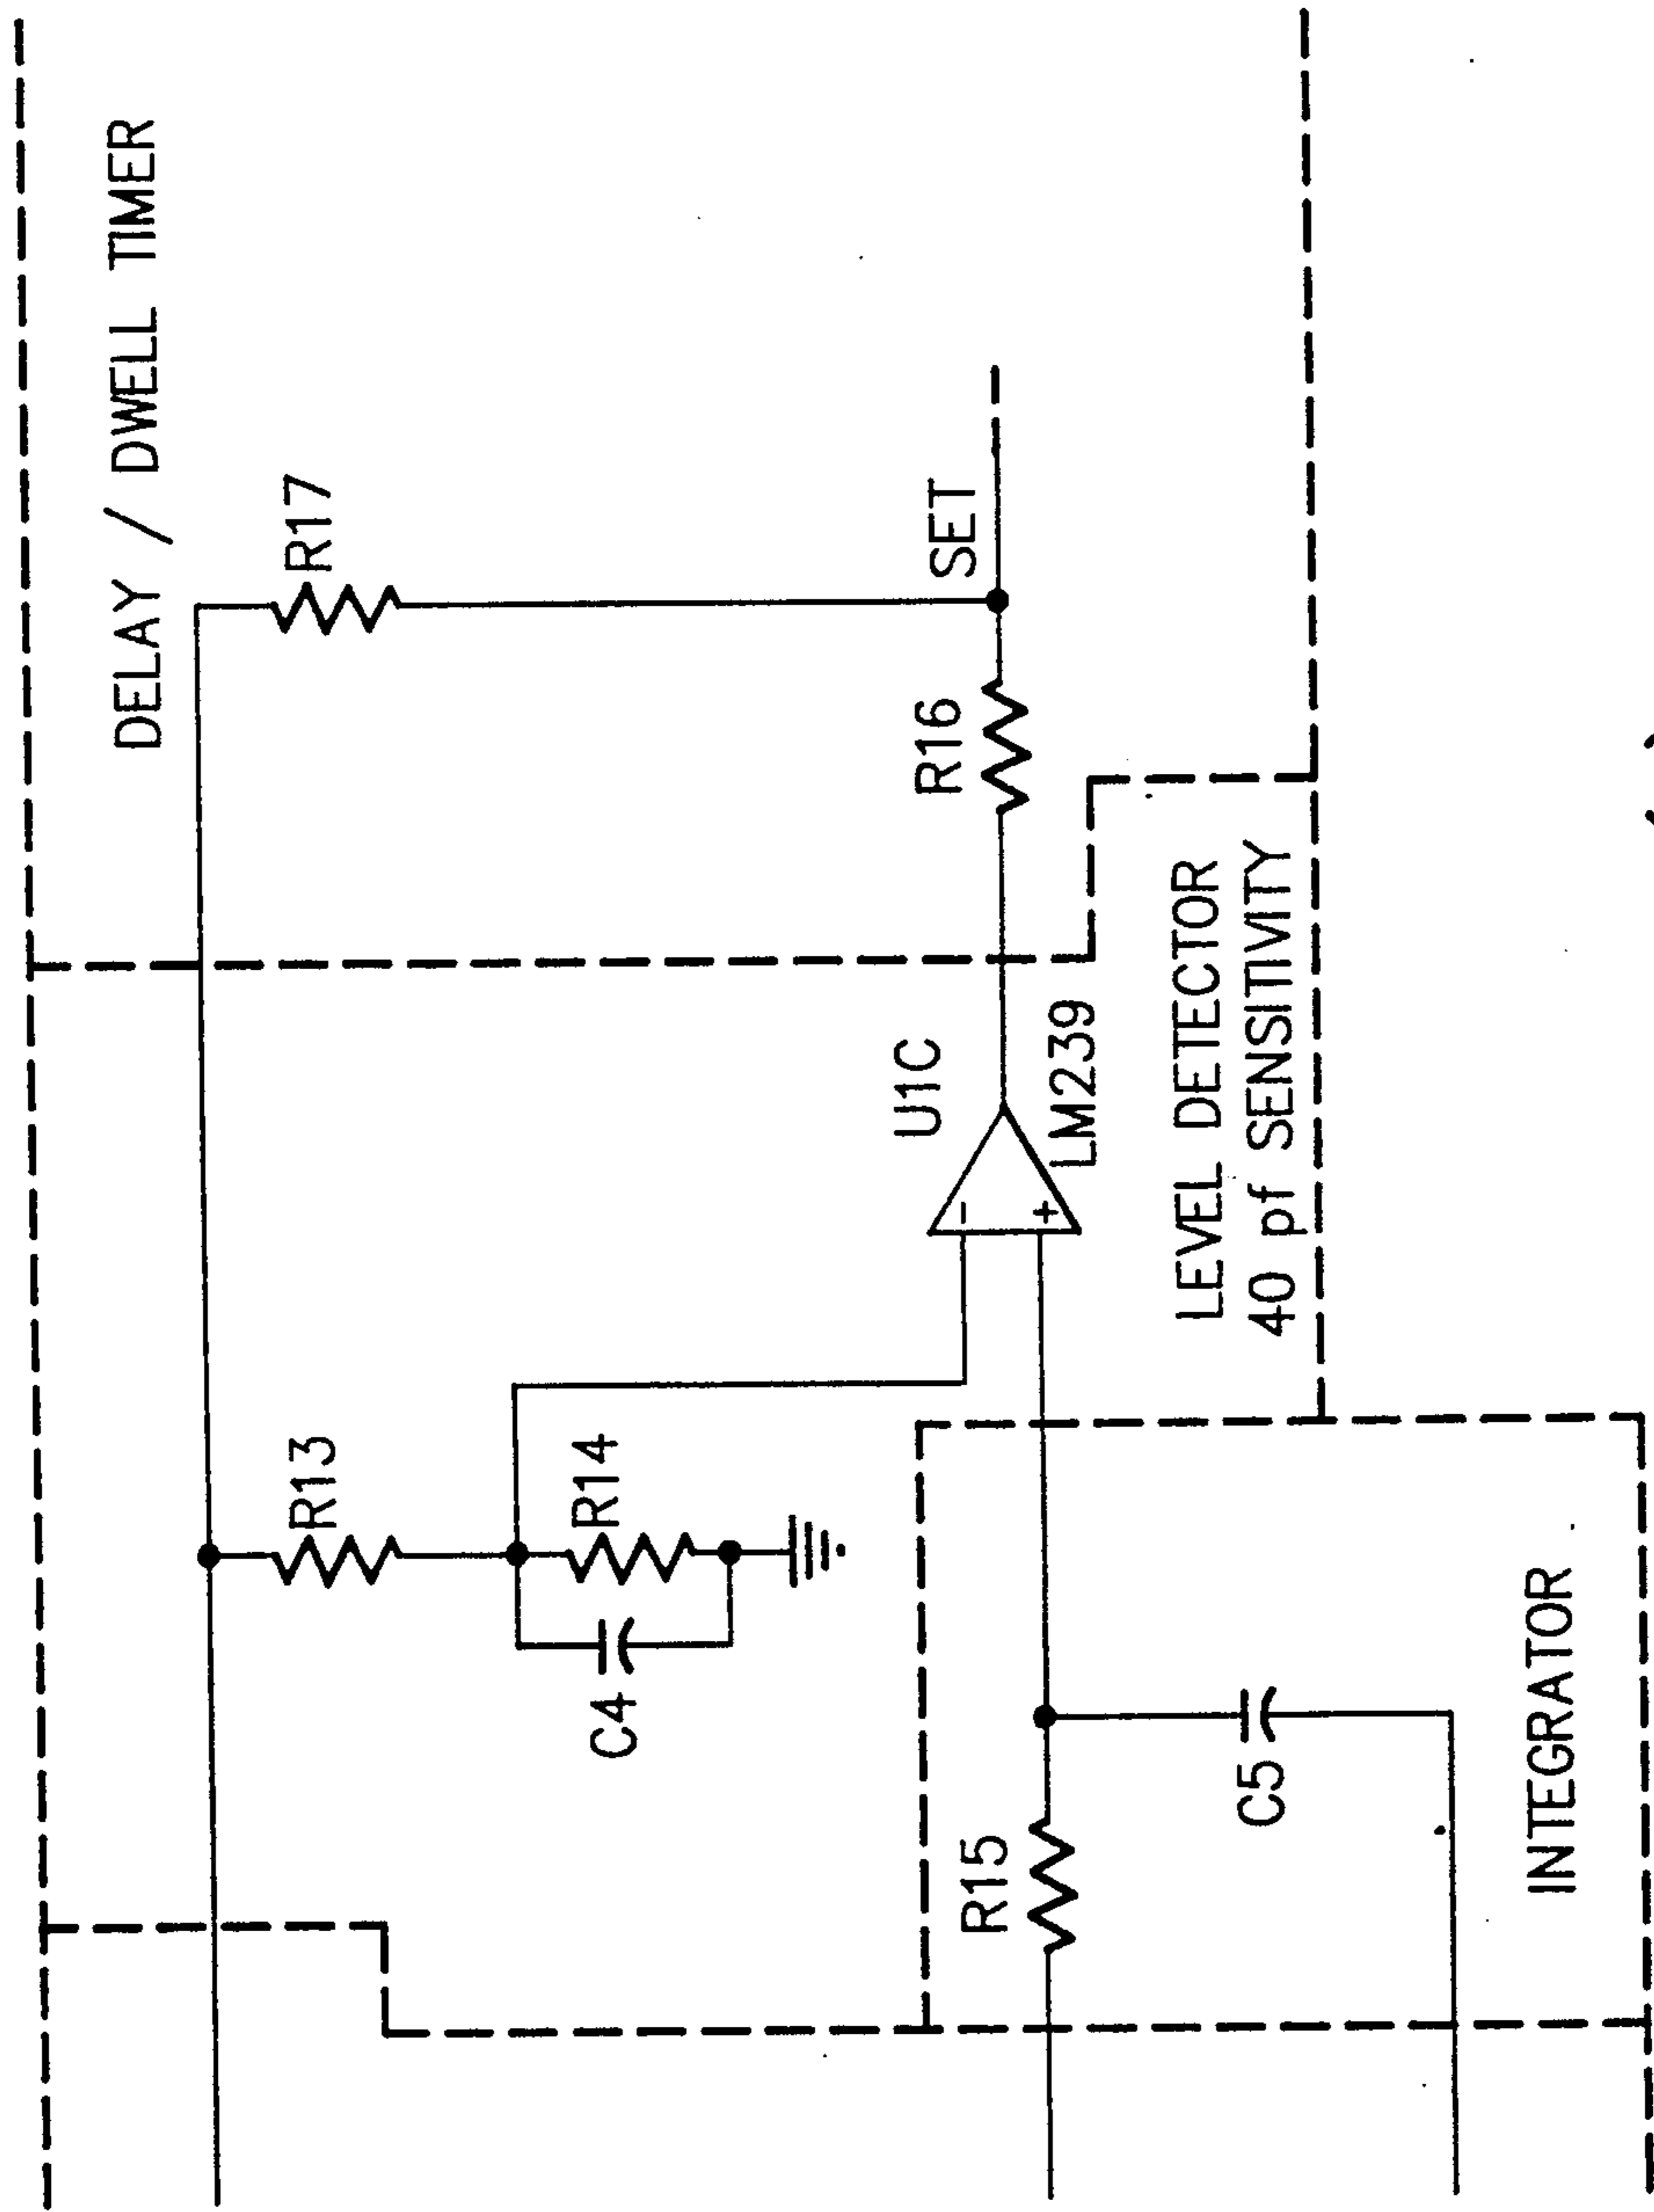 DELAY / DWELL TIMER
R17
R13
R14
C4
SET
R16
U1C
-
+
LM239
LEVEL DETECTOR
40 pf SENSITIVITY
R15
C5
INTEGRATOR